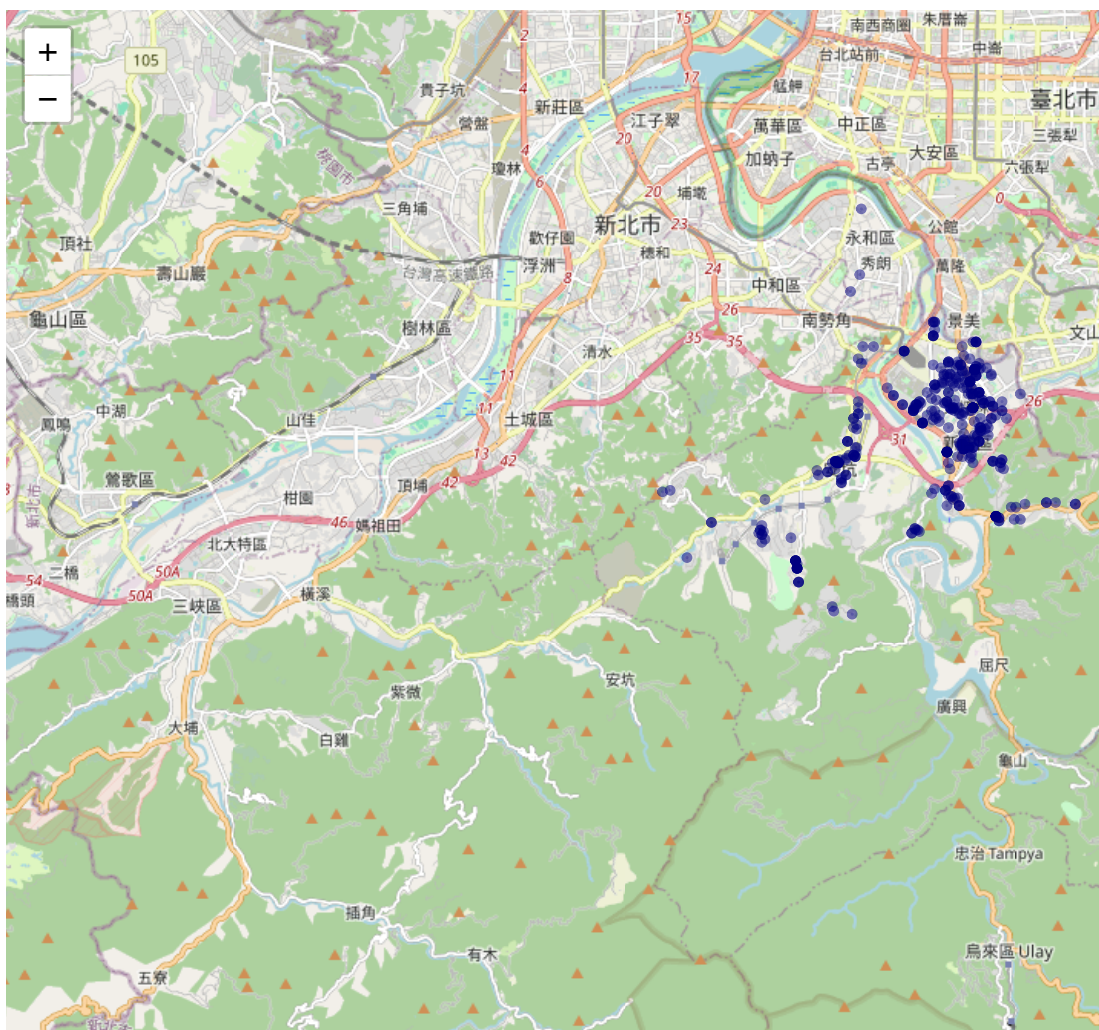 +
−
105
2
15
南西商圈
朱厝崙
中崙
台北站前
貴子坑
4
17
艋舺
新莊區
臺北市
營盤
江子翠
萬華區
中正區
三張犁
20
4
桃園市
瓊林
加蚋子
古亭
大安區
六張犁
6
20
埔墘
0
三角埔
新北市
23
公館
頂社
歡仔園
永和區
穗和
壽山巖
台灣高速鐵路
浮洲
秀朗
萬隆
24
8
中和區
龜山區
樹林區
26
南勢角
景美
35
35
文山
清水
11
26
中湖
11
鳳鳴
山佳
土城區
31
新
區
13
42
坑
鶯歌區
頂埔
42
新北市
柑園
46
媽祖田
北大特區
二橋
50A
54
50A
橋頭
三峽區
橫溪
屈尺
安坑
紫微
廣興
大埔
白雞
龜山
忠治 Tampya
插角
烏來區 Ulay
有木
五寮